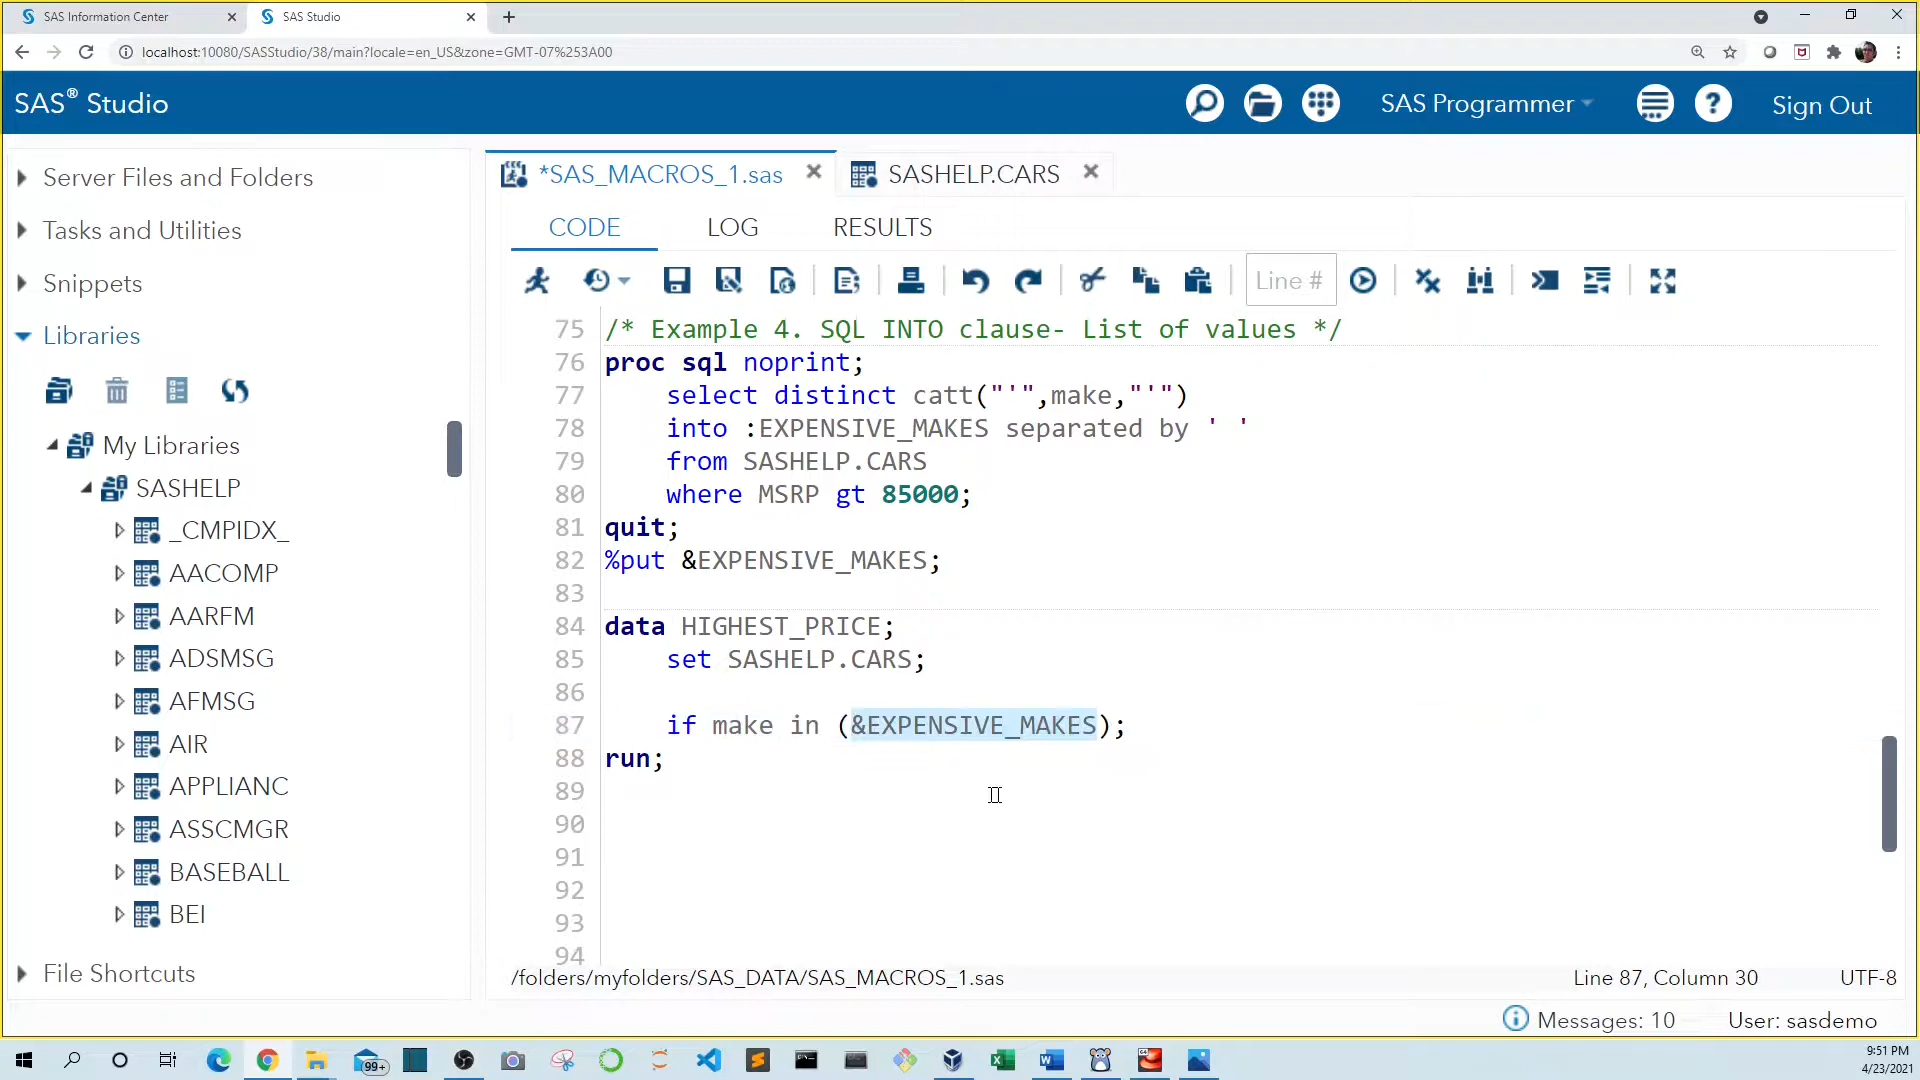 SAS Information Center
SAS Studio
localhost:10080/SASStudio/38/main?locale=en_US&zone=GMT-07%253A00
SAS® Studio
SAS Programmer
Sign Out
Server Files and Folders
Tasks and Utilities
Snippets
Libraries
My Libraries
SASHELP
_CMPIDX_
AACOMP
AARFM
ADSMSG
AFMSG
AIR
APPLIANC
ASSCMGR
BASEBALL
BEI
File Shortcuts
*SAS_MACROS_1.sas
SASHELP.CARS
CODE LOG RESULTS
Line #
75 /* Example 4. SQL INTO clause- List of values */
76 proc sql noprint;
77 select distinct catt("'",make,"'")
78 into :EXPENSIVE_MAKES separated by ' '
79 from SASHELP.CARS
80 where MSRP gt 85000;
81 quit;
82 %put &EXPENSIVE_MAKES;
83
84 data HIGHEST_PRICE;
85 set SASHELP.CARS;
86
87 if make in (&EXPENSIVE_MAKES);
88 run;
89
90
91
92
93
94
/folders/myfolders/SAS_DATA/SAS_MACROS_1.sas
Line 87, Column 30
UTF-8
Messages: 10
User: sasdemo
99+
9:51 PM
4/23/2021